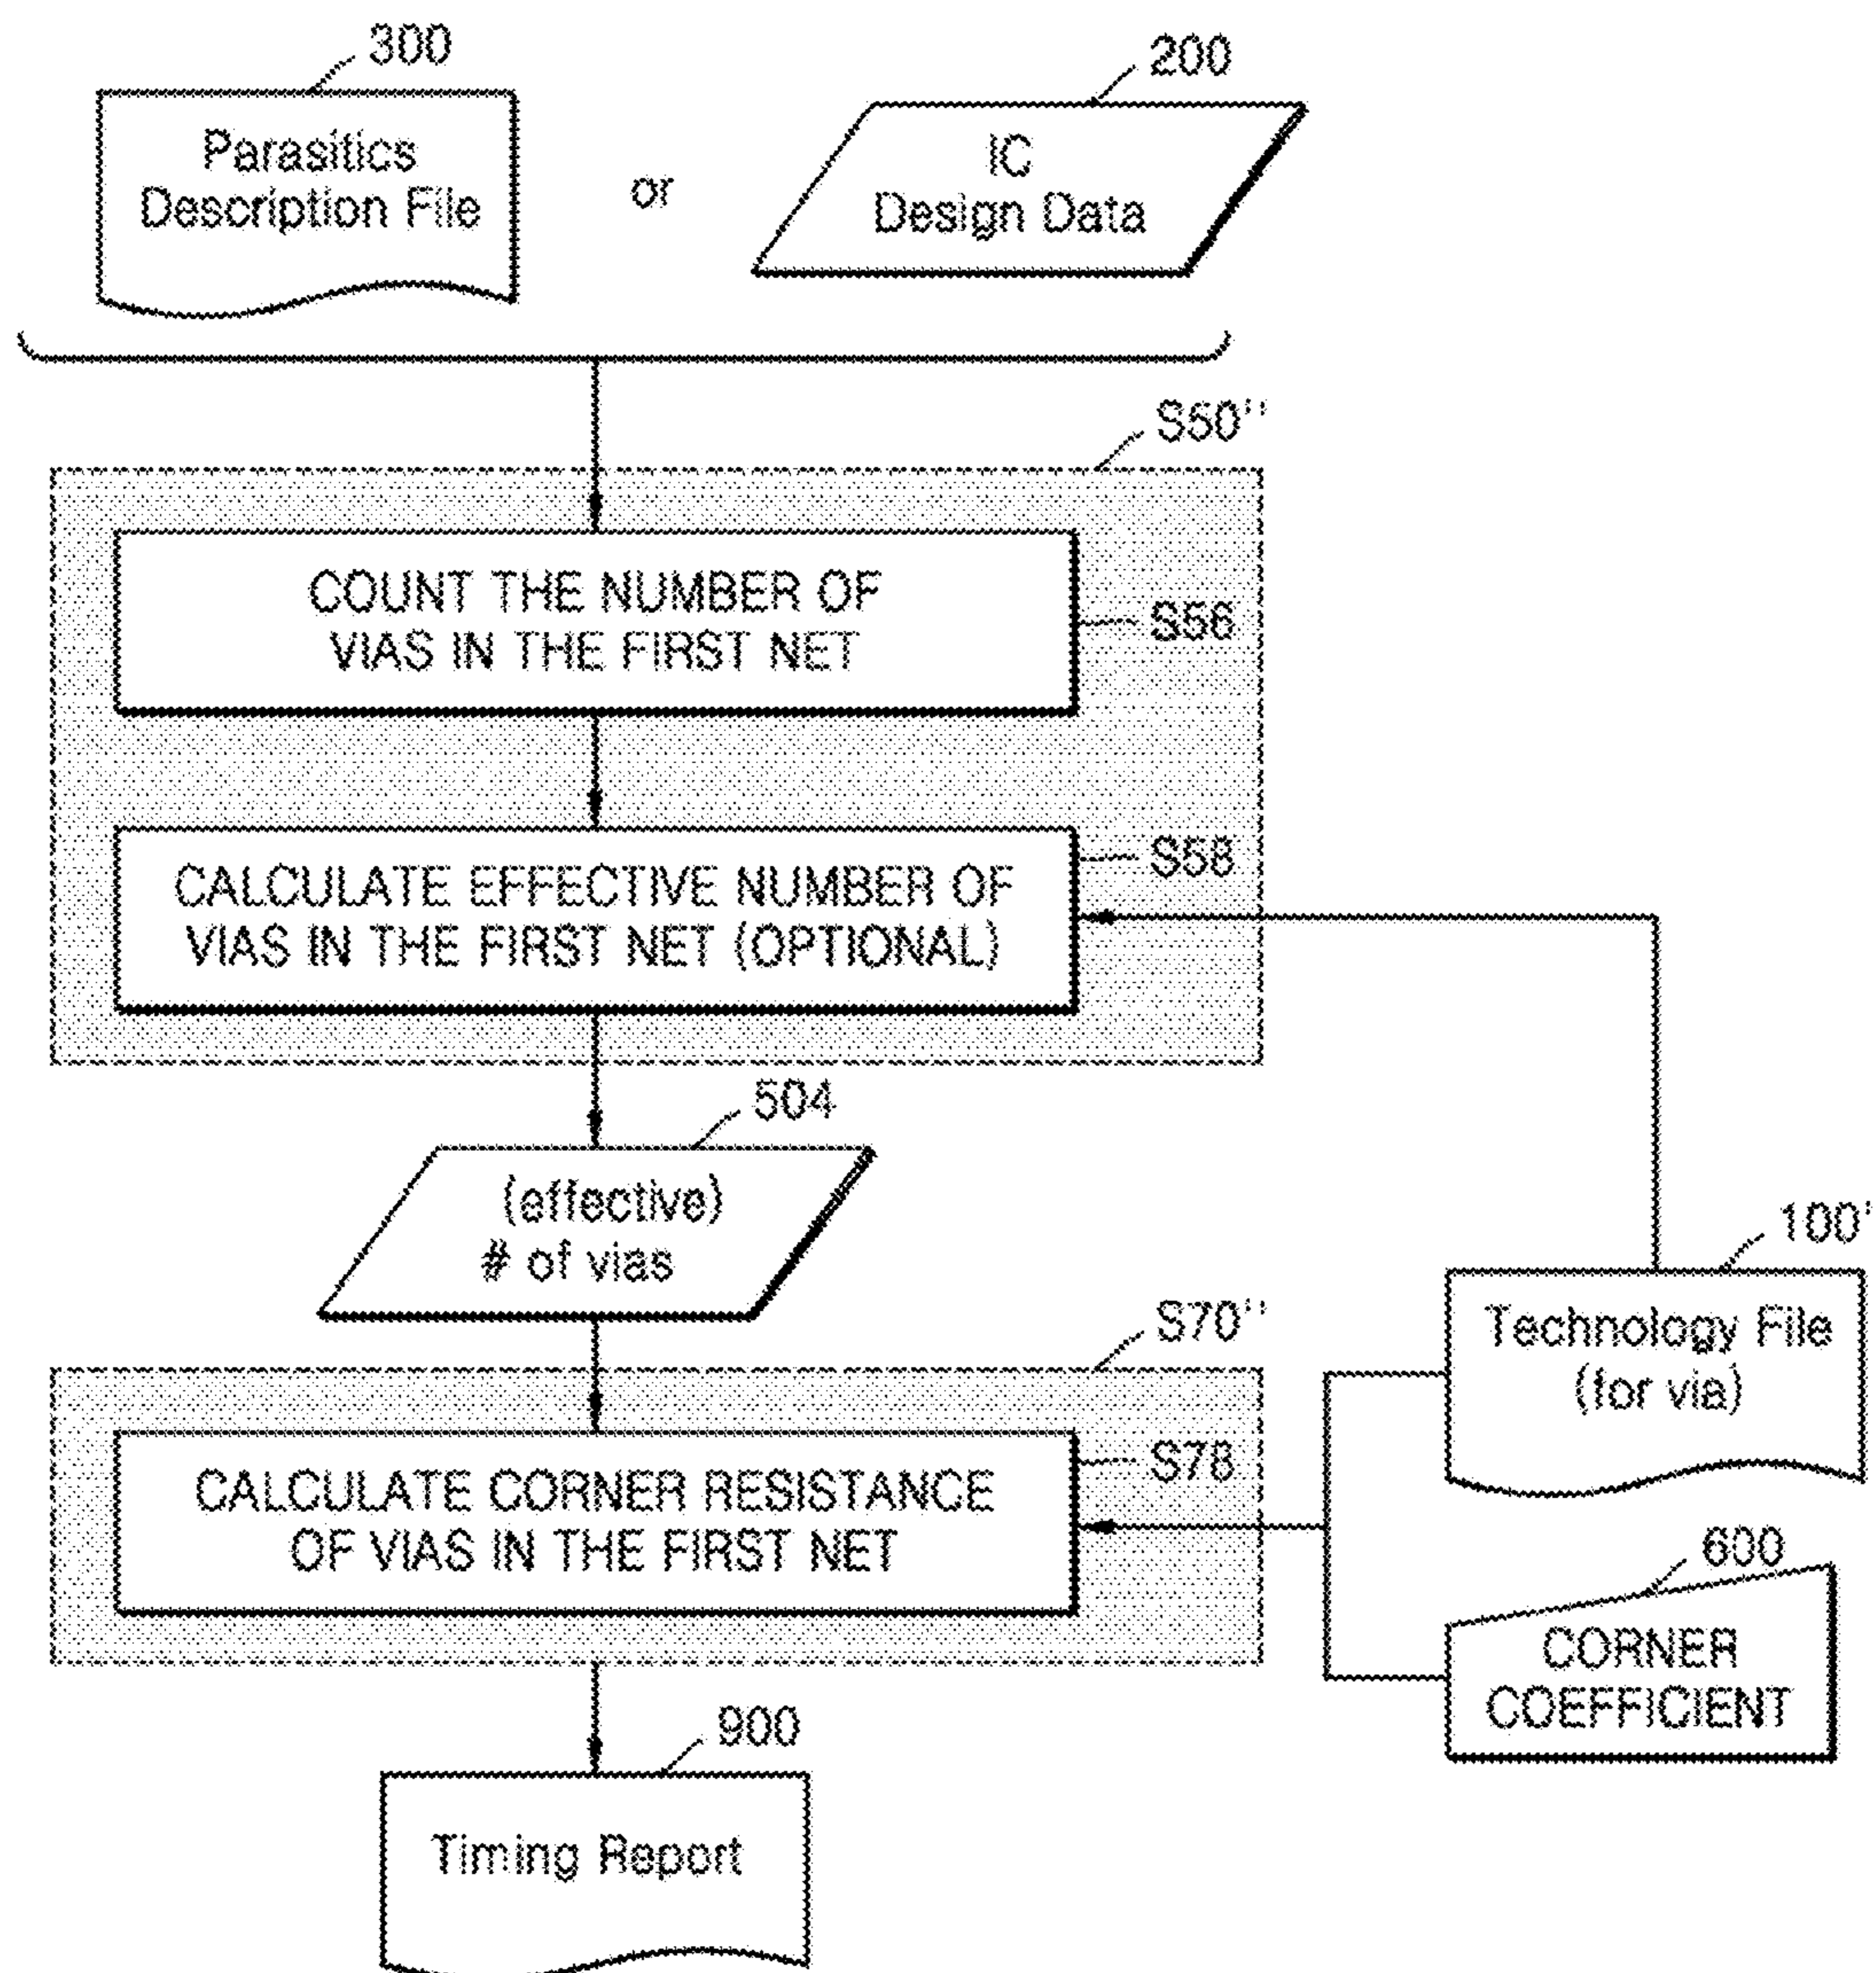 300
Parasitics
Description File
or
200
IC
Design Data
S50''
COUNT THE NUMBER OF
VIAS IN THE FIRST NET
S56
CALCULATE EFFECTIVE NUMBER OF
VIAS IN THE FIRST NET (OPTIONAL)
S58
504
(effective)
# of vias
100'
Technology File
(for via)
S70''
CALCULATE CORNER RESISTANCE
OF VIAS IN THE FIRST NET
S78
600
CORNER
COEFFICIENT
900
Timing Report